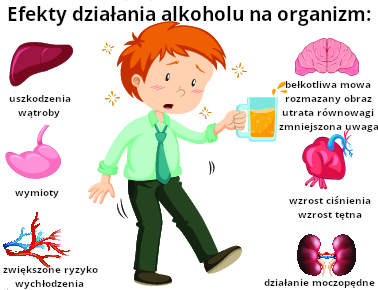 Efekty działania alkoholu na organizm:
uszkodzenia
wątroby
wymioty
zwiększone ryzyko
wychłodzenia
bełkotliwa mowa
rozmazany obraz
utrata równowagi
zmniejszona uwaga
wzrost ciśnienia
wzrost tętna
działanie moczopędne